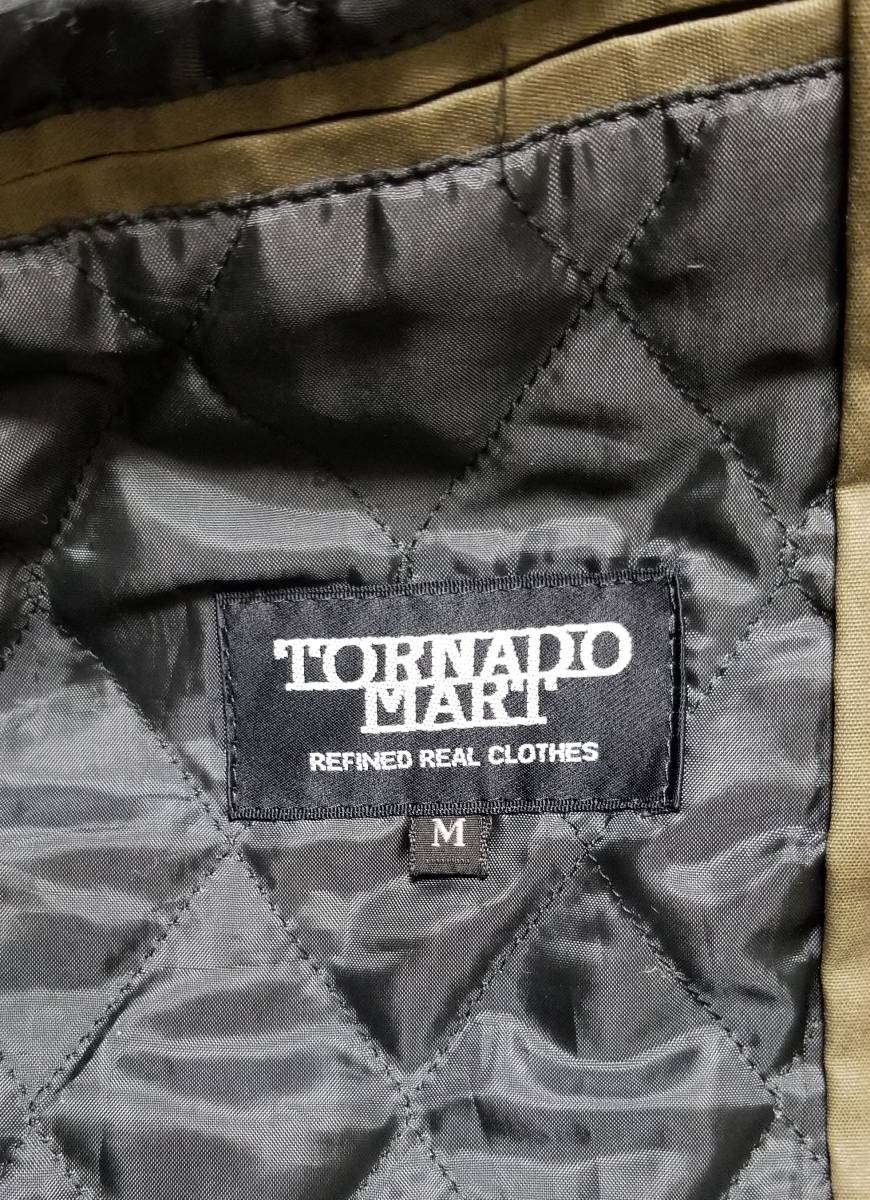 TORNADO
MART
REFINED REAL CLOTHES
M